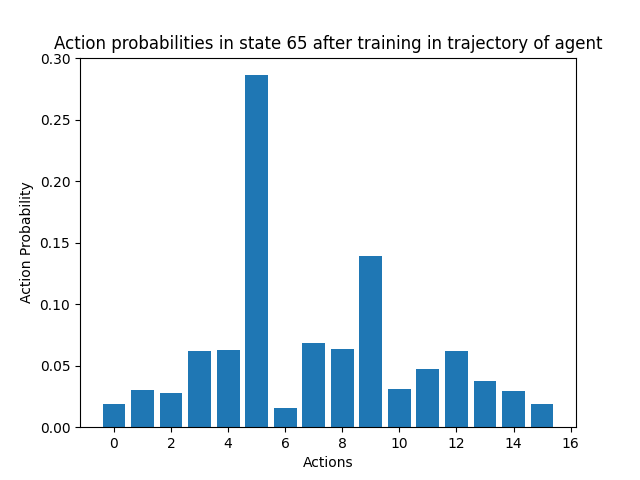 Action probabilities in state 65 after training in trajectory of agent
0.30
0.25
0.20
0.15
0.10
0.05
0.00
Action Probability
0 2 4 6 8 10 12 14 16
Actions